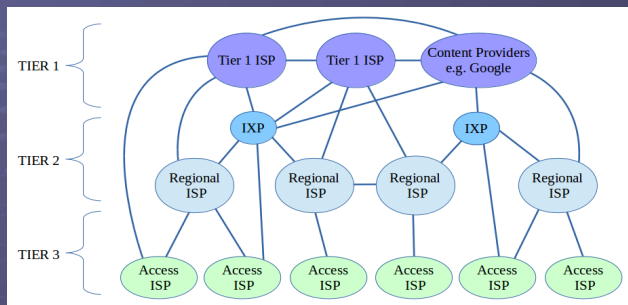 TIER 1
Tier 1 ISP
Tier 1 ISP
Content Providers
e.g. Google
IXP
IXP
TIER 2
Regional
ISP
Regional
ISP
Regional
ISP
Regional
ISP
TIER 3
Access
ISP
Access
ISP
Access
ISP
Access
ISP
Access
ISP
Access
ISP